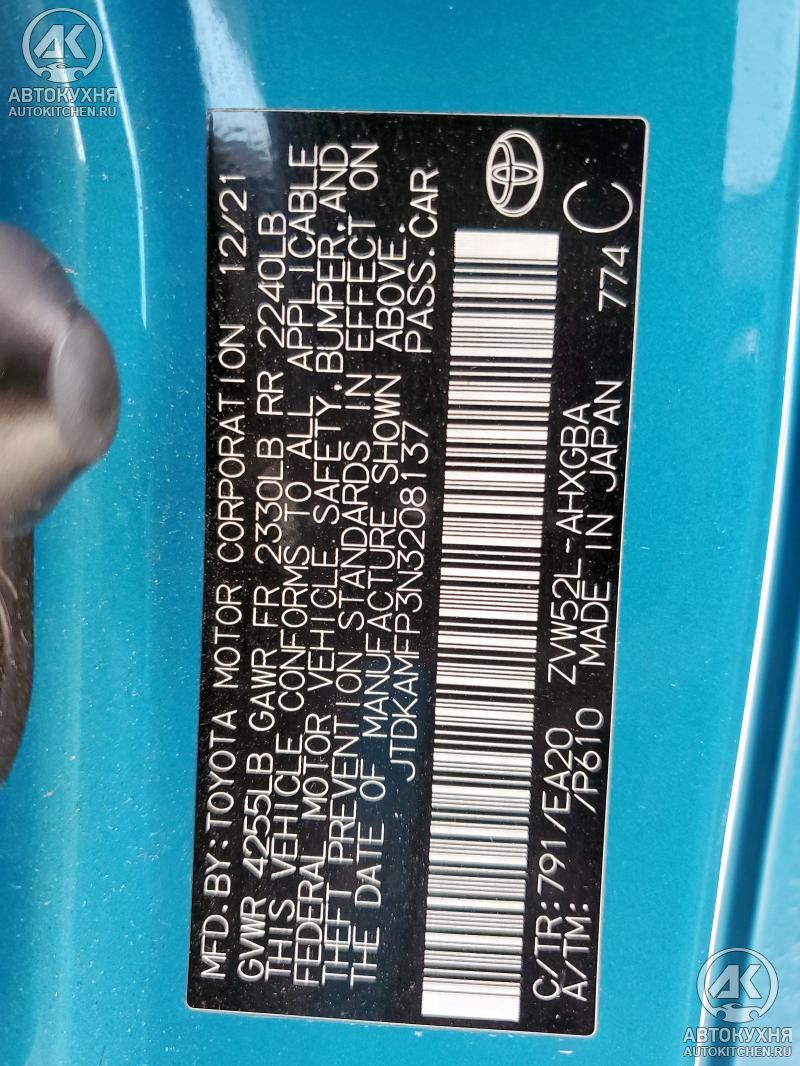 AK
АВТОКУХНЯ
AUTOKITCHEN.RU
MFD.BY:TOYOTA MOTOR CORPORATION 12/21
GVWR 4255LB GAWR FR 2330LB RR 2240LB
THIS VEHICLE CONFORMS TO ALL APPLICABLE
FEDERAL MOTOR VEHICLE SAFETY,BUMPER,AND
THEFT PREVENTION STANDARDS IN EFFECT ON
THE DATE OF MANUFACTURE SHOWN ABOVE.
JTDKAMFP3N3208137 PASS.CAR
C/TR:791/EA20 ZVW52L-AHXGBA 774 C
A/TM: /P610 MADE IN JAPAN
AK
АВТОКУХНЯ
AUTOKITCHEN.RU